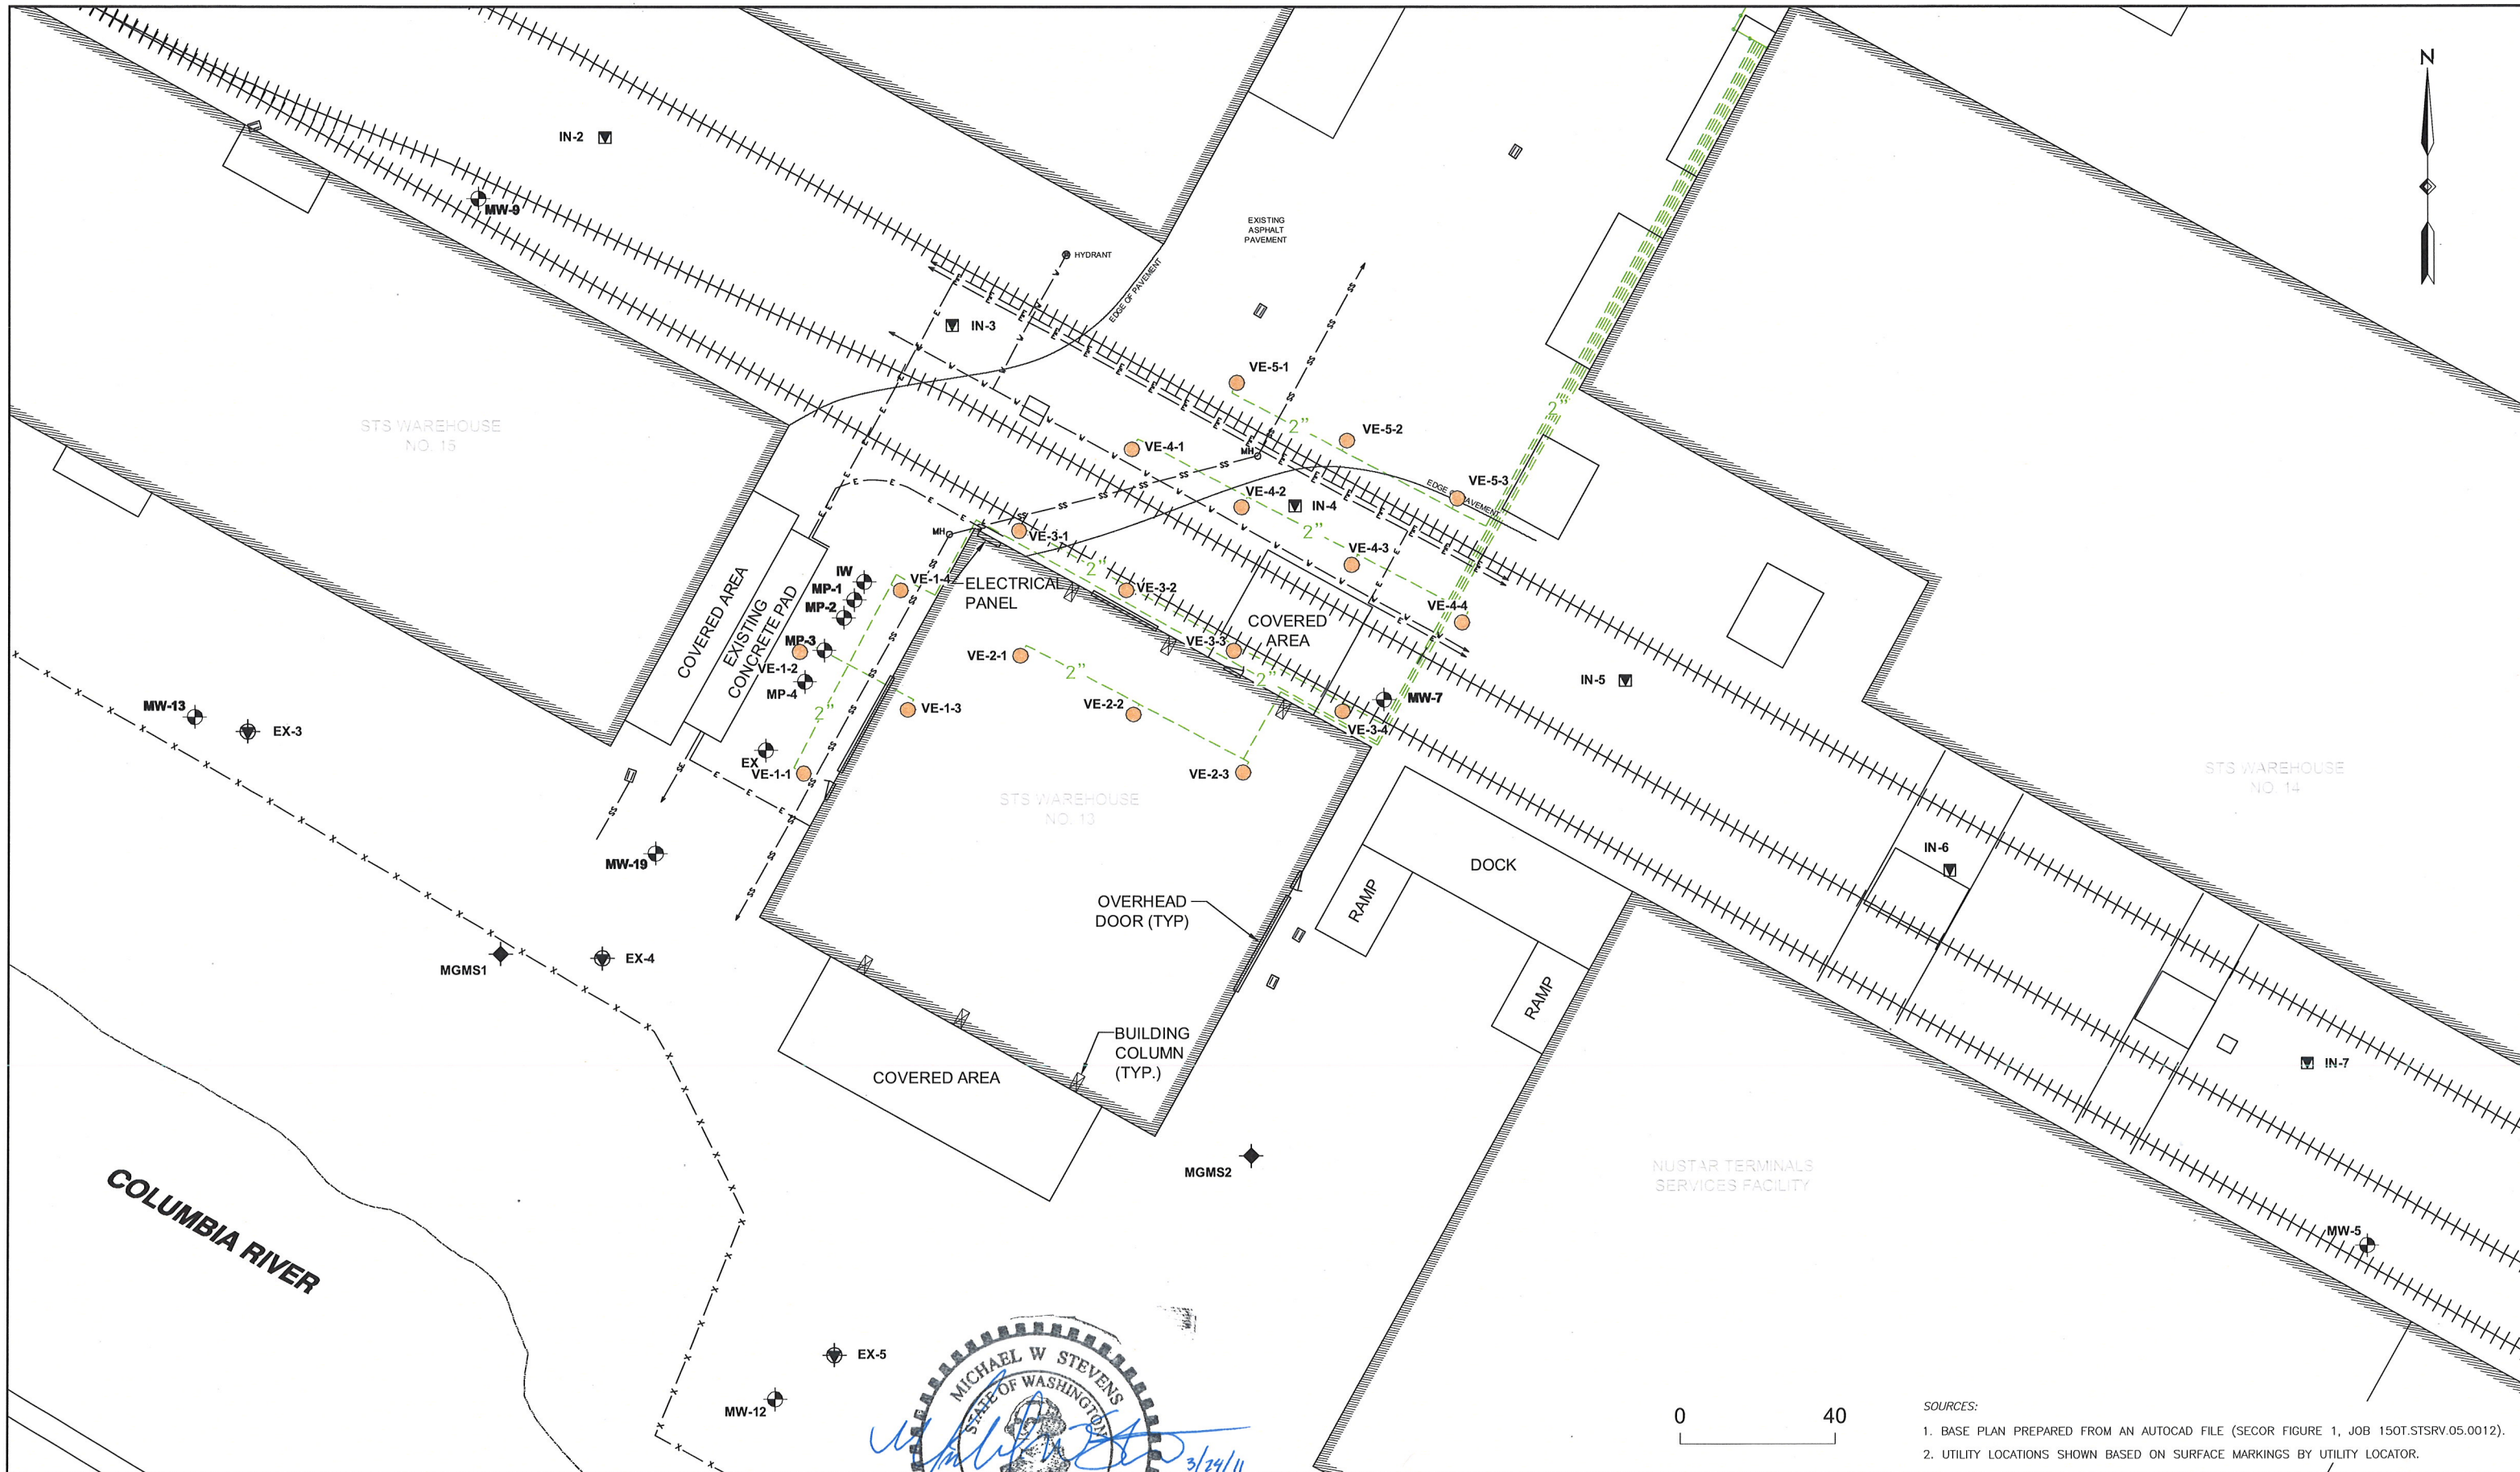 N
IN-2
MW-9
EXISTING
ASPHALT
PAVEMENT
HYDRANT
EDGE OF PAVEMENT
IN-3
VE-5-1
STS WAREHOUSE
NO. 15
2"
2"
VE-5-2
VE-4-1
MH
VE-5-3
EDGE OF PAVEMENT
VE-4-2
IN-4
2"
MH
VE-3-1
VE-4-3
2"
IW
VE-1-4
ELECTRICAL
PANEL
MP-1
MP-2
VE-3-2
VE-4-4
COVERED AREA
EXISTING
CONCRETE PAD
COVERED
AREA
MP-3
VE-3-3
VE-1-2
VE-2-1
2"
2"
IN-5
MP-4
MW-7
2"
VE-1-3
VE-2-2
VE-3-4
MW-13
EX-3
EX
VE-1-1
VE-2-3
STS WAREHOUSE
NO. 13
STS WAREHOUSE
NO. 14
MW-19
IN-6
DOCK
RAMP
OVERHEAD
DOOR (TYP)
MGMS1
EX-4
RAMP
BUILDING
COLUMN
(TYP.)
COVERED AREA
IN-7
MGMS2
NUSTAR TERMINALS
SERVICES FACILITY
COLUMBIA RIVER
MW-5
EX-5
MW-12
MICHAEL W STEVENS
STATE OF WASHINGTON
3/24/11
0 40
SOURCES:
1. BASE PLAN PREPARED FROM AN AUTOCAD FILE (SECOR FIGURE 1, JOB 150T.STSRV.05.0012).
2. UTILITY LOCATIONS SHOWN BASED ON SURFACE MARKINGS BY UTILITY LOCATOR.